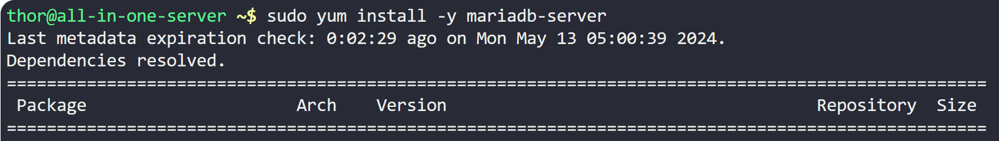 thor@all-in-one-server ~$ sudo yum install -y mariadb-server
Last metadata expiration check: 0:02:29 ago on Mon May 13 05:00:39 2024.
Dependencies resolved.
===================================================================================================
 Package                     Arch    Version                                     Repository  Size
===================================================================================================